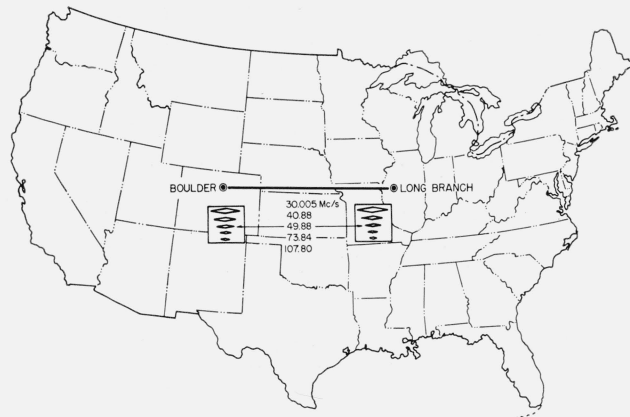 BOULDER
LONG BRANCH
30.005 Mc/s
40.88
49.88
73.84
107.80